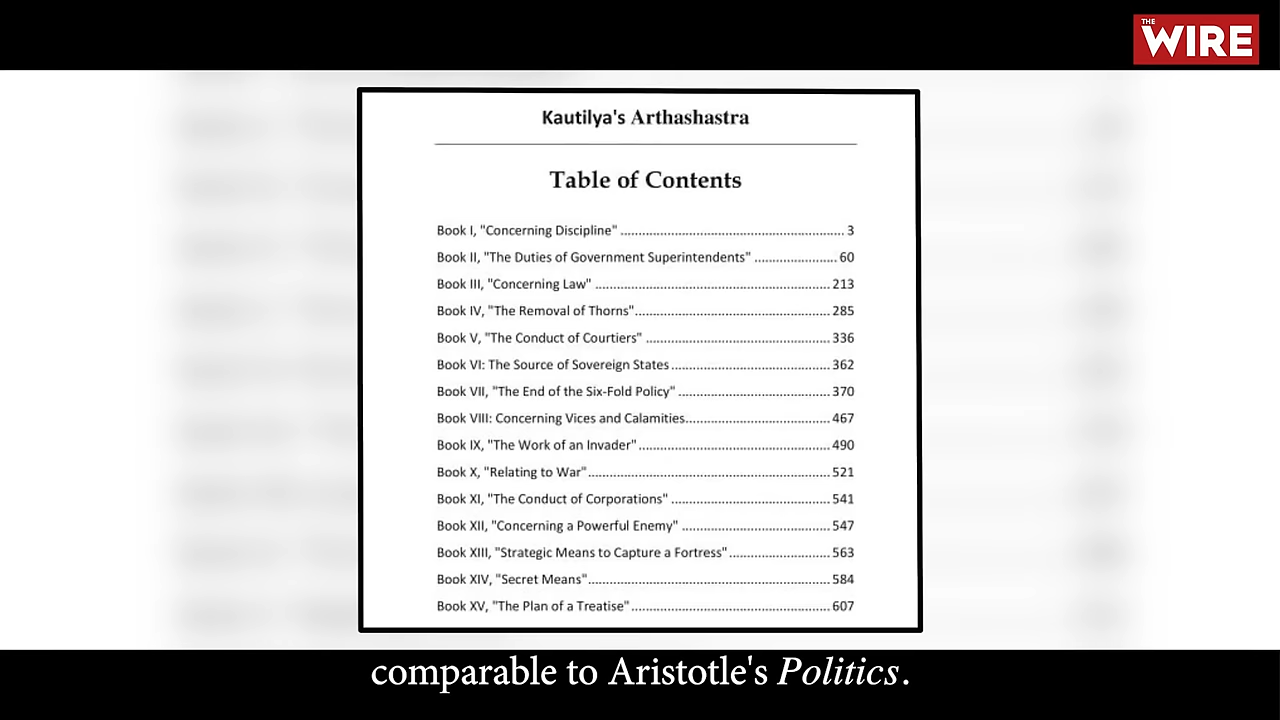 THE
WIRE
Kautilya's Arthashastra
Table of Contents
Book I, "Concerning Discipline" ........................................................ 3
Book II, "The Duties of Government Superintendents" ..................... 60
Book III, "Concerning Law" ........................................................... 213
Book IV, "The Removal of Thorns"................................................. 285
Book V, "The Conduct of Courtiers" .............................................. 336
Book VI: The Source of Sovereign States........................................ 362
Book VII, "The End of the Six-Fold Policy" ...................................... 370
Book VIII: Concerning Vices and Calamities.................................... 467
Book IX, "The Work of an Invader" ................................................ 490
Book X, "Relating to War"............................................................. 521
Book XI, "The Conduct of Corporations" ........................................ 541
Book XII, "Concerning a Powerful Enemy" ..................................... 547
Book XIII, "Strategic Means to Capture a Fortress"......................... 563
Book XIV, "Secret Means"............................................................. 584
Book XV, "The Plan of a Treatise".................................................. 607
comparable to Aristotle's Politics.